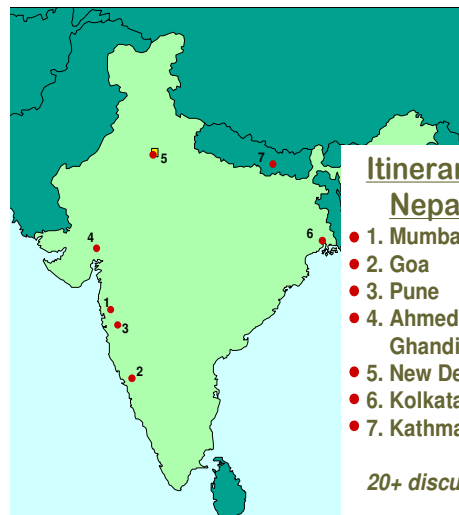 5
7
6
4
1
3
2
Itinerar
Nepa
1. Mumba
2. Goa
3. Pune
4. Ahmed
Ghandi
5. New De
6. Kolkata
7. Kathma
20+ discu